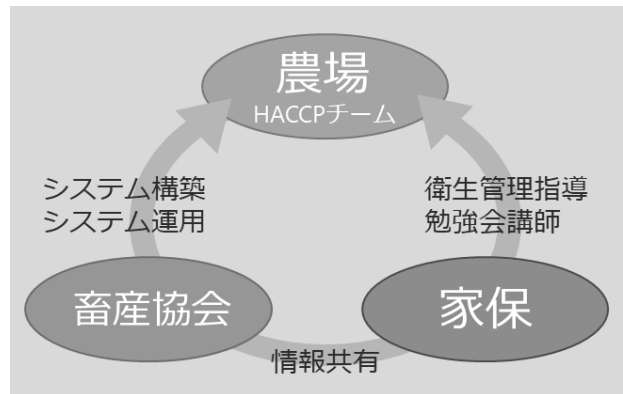 農場
HACCPチーム
システム構築
システム運用
衛生管理指導
勉強会講師
畜産協会
家保
情報共有